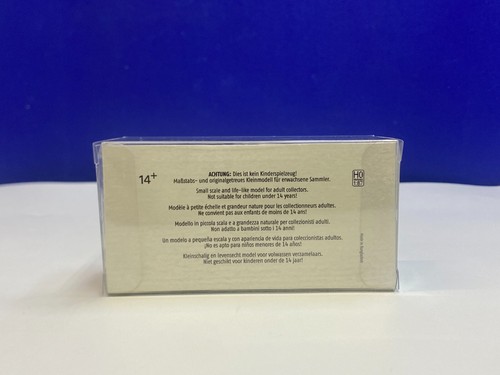 14+
ACHTUNG: Dies ist kein Kinderspielzeug!
Maßstabs- und originalgetreues Kleinmodell für erwachsene Sammler.
Small scale and life-like model for adult collectors.
Not suitable for children under 14 years!
Modèle à petite échelle et grandeur nature pour les collectionneurs adultes.
Ne convient pas aux enfants de moins de 14 ans!
Modello in piccola scala e a grandezza naturale per collezionisti adulti.
Non adatto a bambini sotto i 14 anni!
Un modelo a pequeña escala y con apariencia de vida para coleccionistas adultos.
¡No es apto para niños menores de 14 años!
Kleinschalig en levensecht model voor volwassen verzamelaars.
Niet geschikt voor kinderen ondel de 14 jaar!
H0
1:87